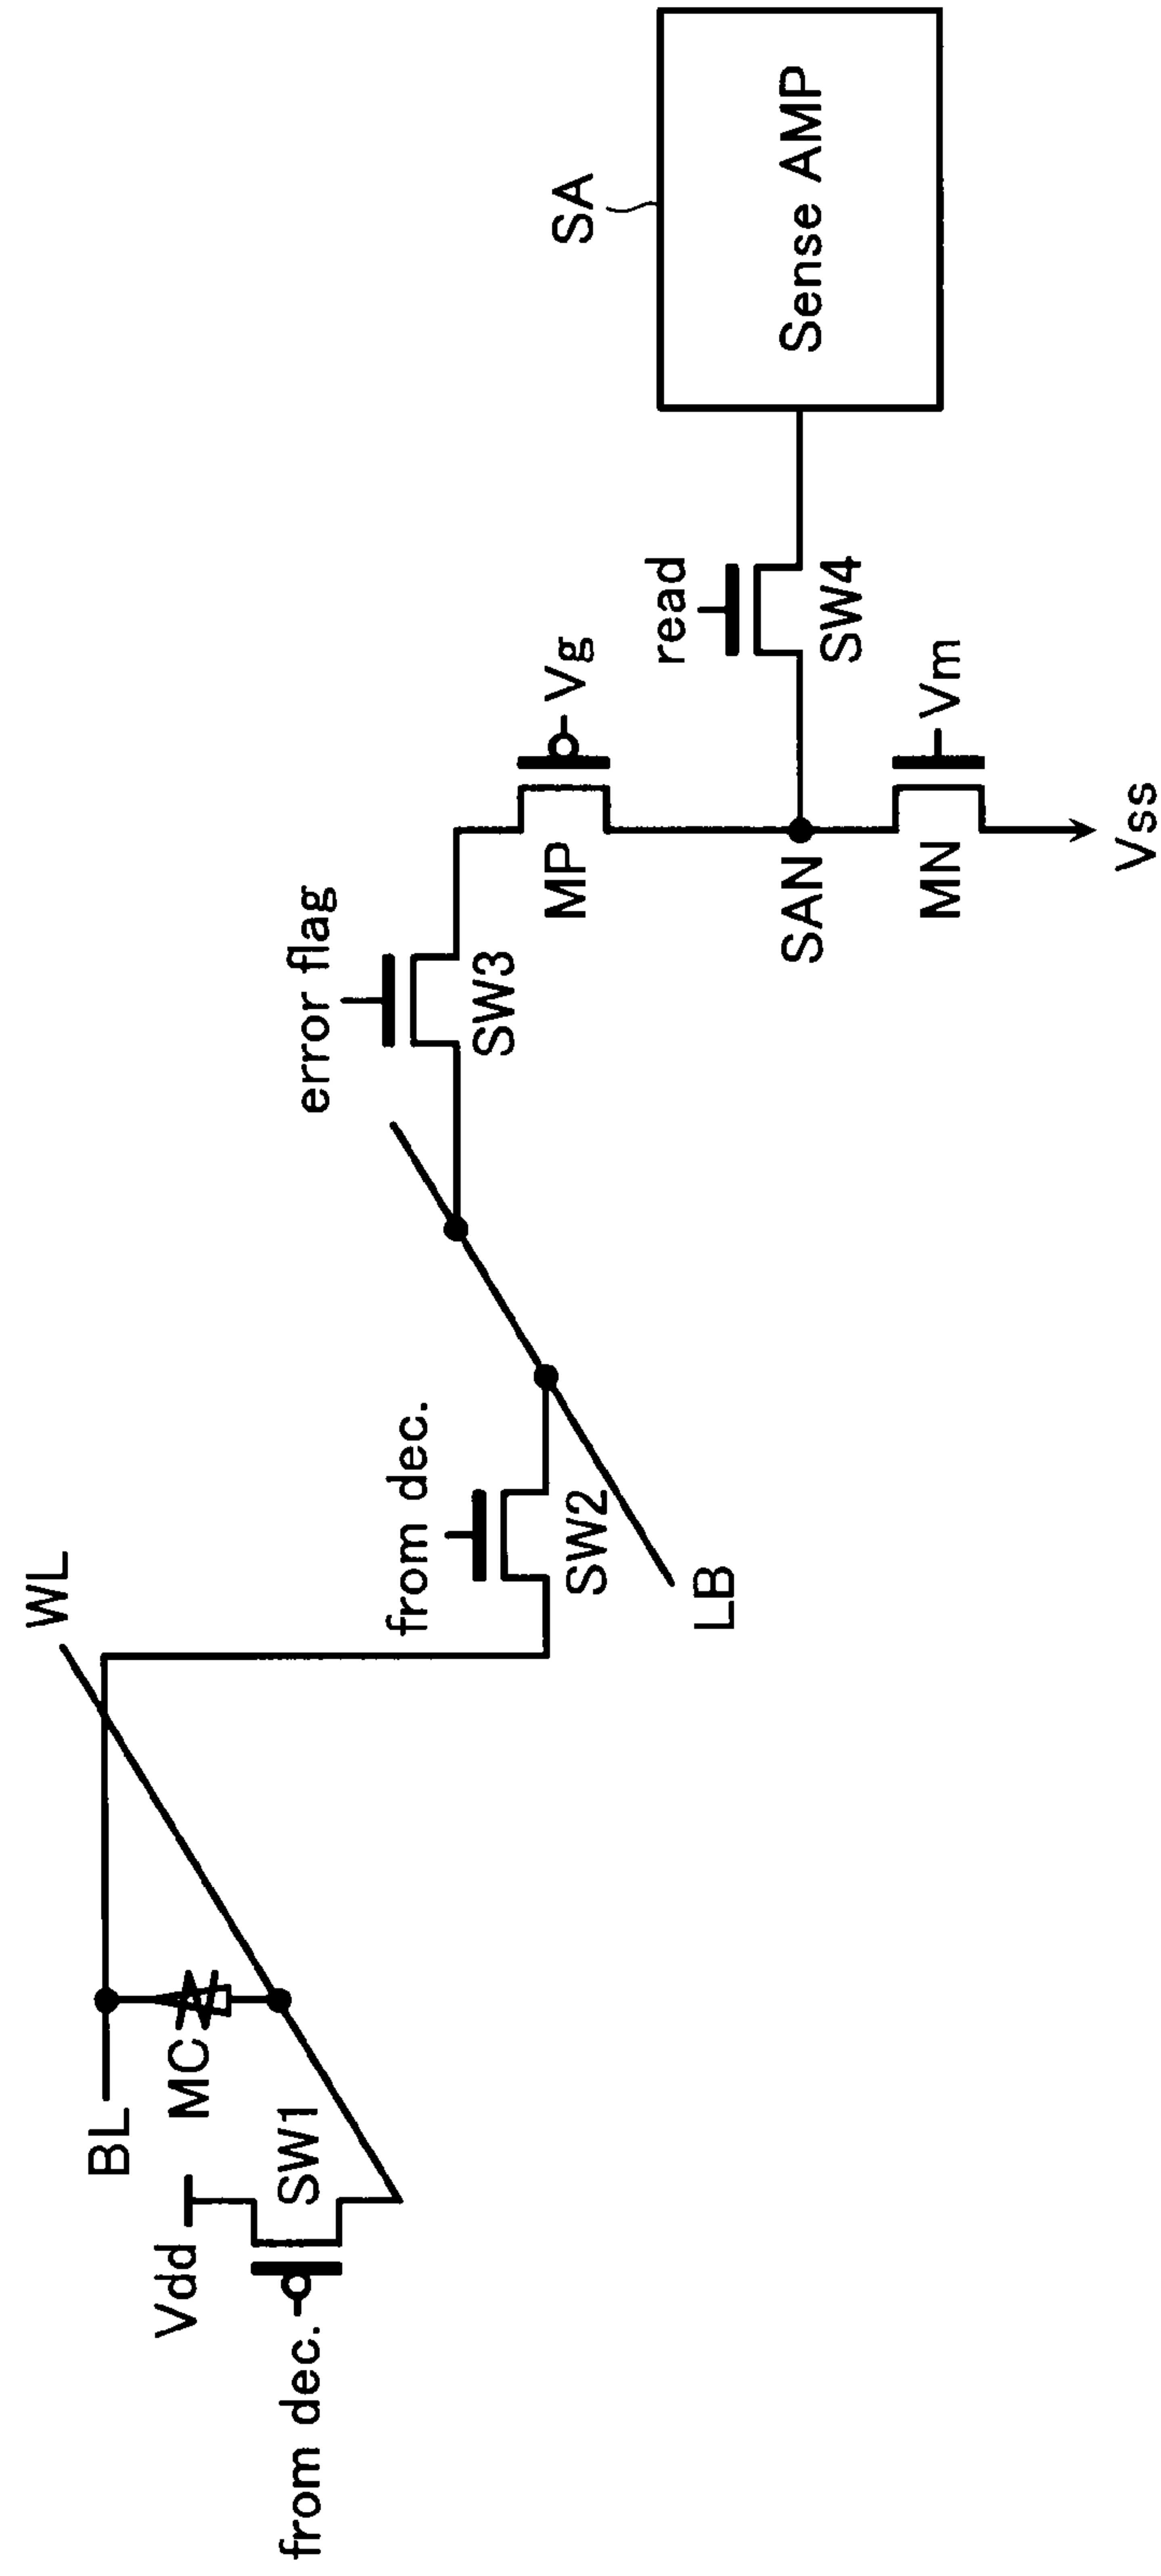 WL
BL
MC
Vdd
SW1
from dec.
from dec.
SW2
LB
error flag
SW3
MP
Vg
SAN
read
SW4
MN
Vm
Vss
SA
Sense AMP